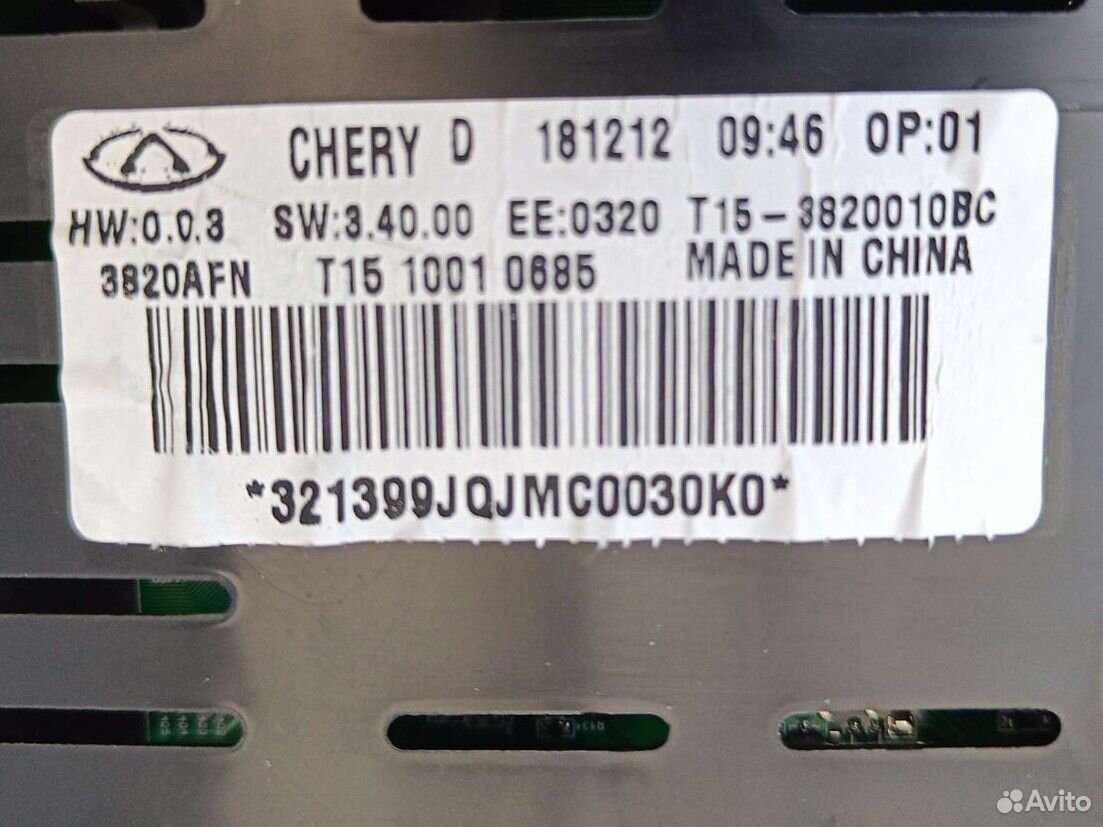 CHERY D 181212 09:46 OP:01
HW:0.0.3 SW:3.40.00 EE:0320 T15-3820010BC
3820AFN T15 1001 0685 MADE IN CHINA
*321399JQJMC0030K0*
Avito